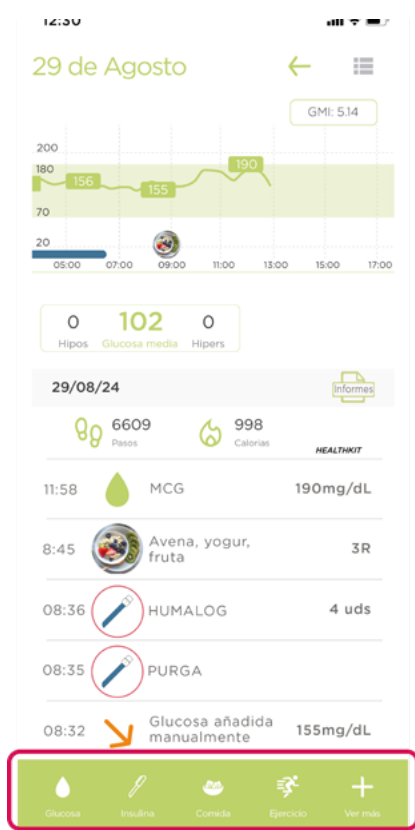 12:30
29 de Agosto
GMI: 5.14
200
180
156
155
190
70
20
05:00 07:00 09:00 11:00 13:00 15:00 17:00
0 102 0
Hipos Glucosa media Hipers
29/08/24 Informes
6609 998
Pasos Calorias HEALTHKIT
11:58 MCG 190mg/dL
8:45 Avena, yogur, fruta 3R
08:36 HUMALOG 4 uds
08:35 PURGA
08:32 Glucosa añadida manualmente 155mg/dL
Glucosa Insulina Comida Ejercicio Ver más